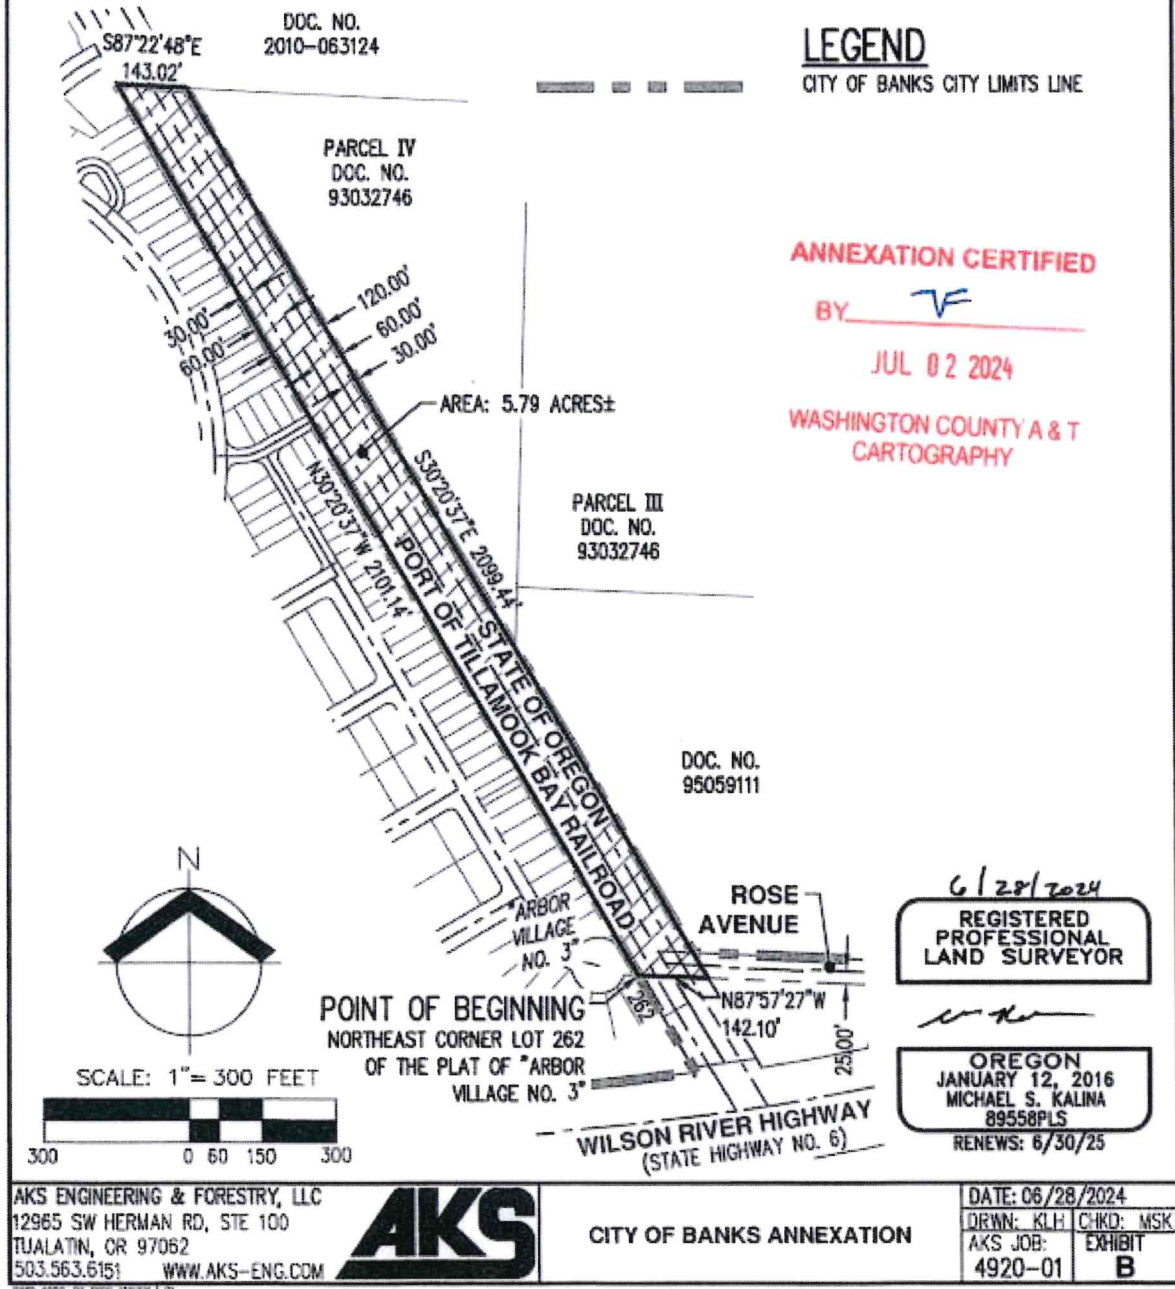 S87°22'48"E
143.02'
DOC. NO.
2010-063124
LEGEND
CITY OF BANKS CITY LIMITS LINE
PARCEL IV
DOC. NO.
93032746
ANNEXATION CERTIFIED
BY
JUL 02 2024
WASHINGTON COUNTY A & T
CARTOGRAPHY
30.00'
60.00'
120.00'
60.00'
30.00'
AREA: 5.79 ACRES±
N30°20'37"W 2101.14'
S30°20'37"E 2099.44'
PARCEL III
DOC. NO.
93032746
STATE OF OREGON
PORT OF TILLAMOOK BAY RAILROAD
DOC. NO.
95059111
N
"ARBOR
VILLAGE
NO. 3"
ROSE
AVENUE
262
N87°57'27"W
142.10'
25.00'
POINT OF BEGINNING
NORTHEAST CORNER LOT 262
OF THE PLAT OF "ARBOR
VILLAGE NO. 3"
WILSON RIVER HIGHWAY
(STATE HIGHWAY NO. 6)
6/28/2024
REGISTERED
PROFESSIONAL
LAND SURVEYOR
OREGON
JANUARY 12, 2016
MICHAEL S. KALINA
89558PLS
RENEWS: 6/30/25
SCALE: 1"= 300 FEET
300 0 60 150 300
AKS ENGINEERING & FORESTRY, LLC
12965 SW HERMAN RD, STE 100
TUALATIN, OR 97062
503.563.6151 WWW.AKS-ENG.COM
AKS
CITY OF BANKS ANNEXATION
DATE: 06/28/2024
DRWN: KLH CHKD: MSK
AKS JOB: EXHIBIT
4920-01 B